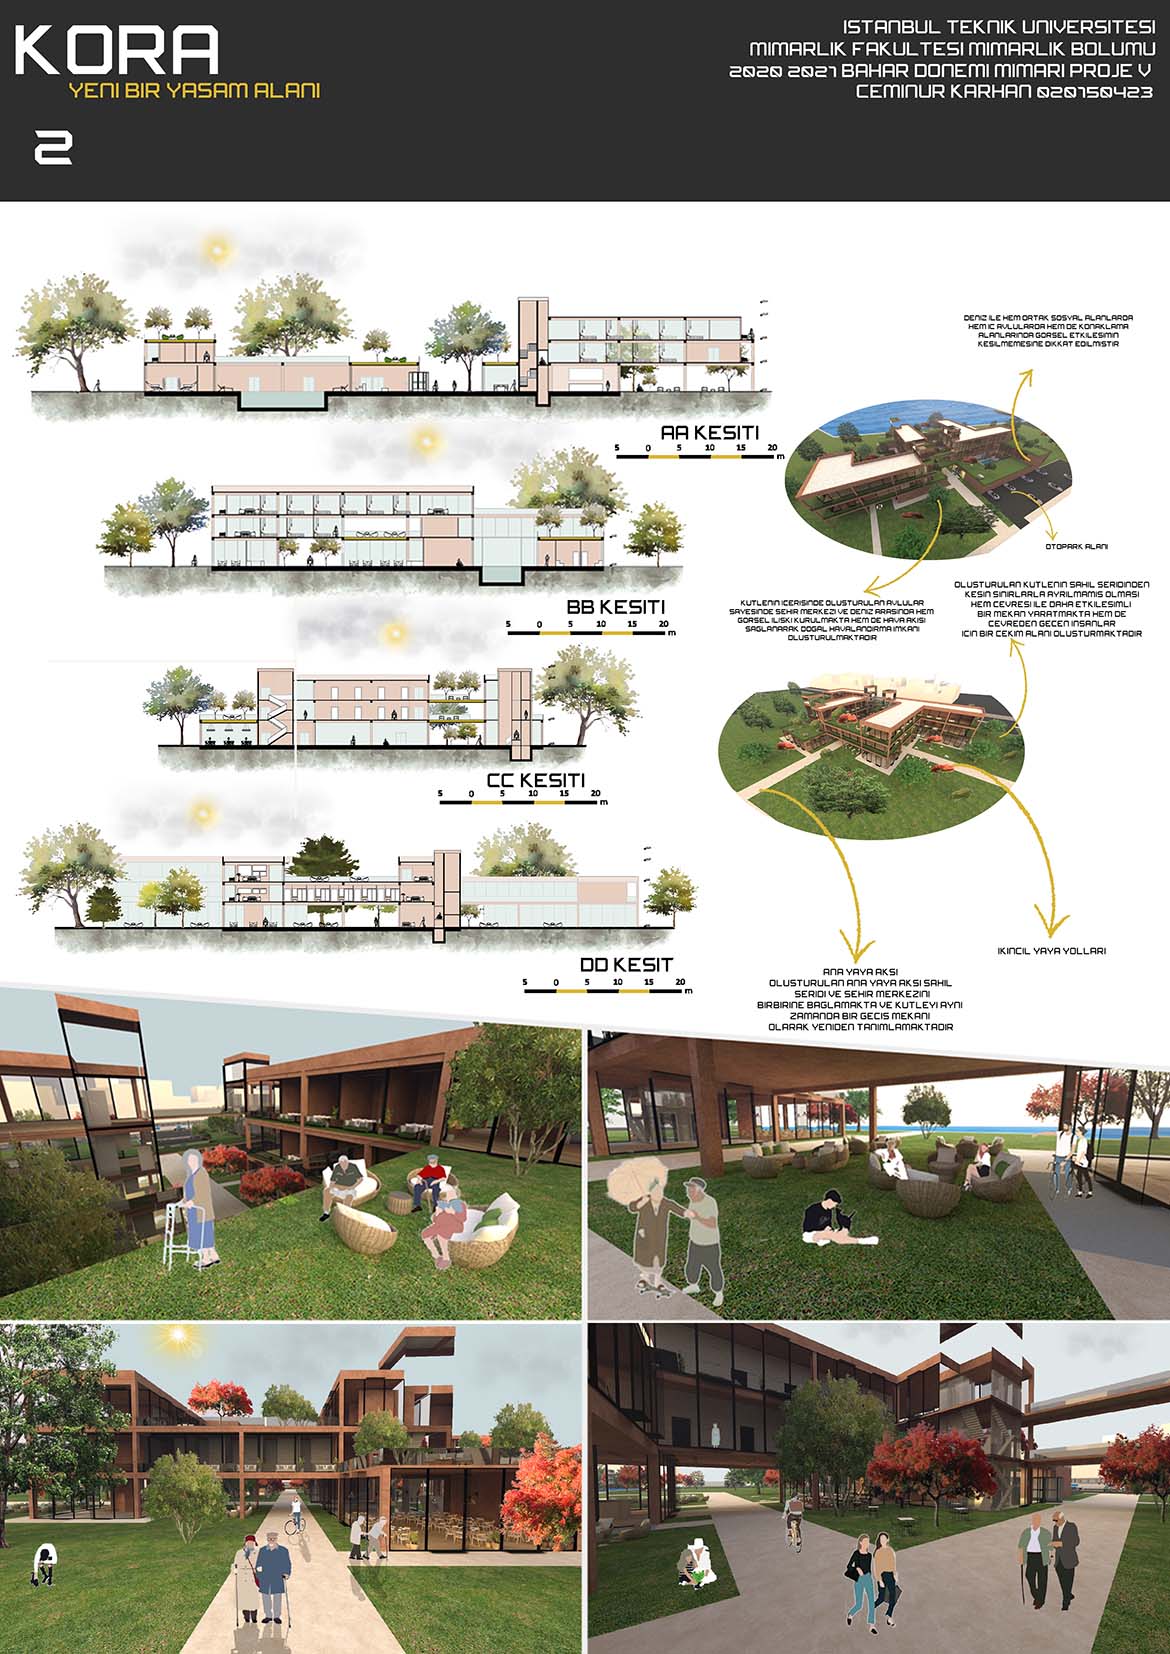 KORA
YENI BIR YASAM ALANI
2
ISTANBUL TEKNIK UNIVERSITESI
MIMARLIK FAKULTESI MIMARLIK BOLUMU
2020 2021 BAHAR DONEMI MIMARI PROJE V
CEMINUR KARHAN 020150423
AA KESITI
5 0 5 10 15 20 m
BB KESITI
5 0 5 10 15 20 m
CC KESITI
5 0 5 10 15 20 m
DD KESIT
5 0 5 10 15 20 m
DENIZ ILE HEM ORTAK SOSYAL ALANLARDA
HEM IC AVLULARDA HEM DE KONAKLAMA
ALANLARINDA GORSEL ETKILESIMIN
KESILMEMESINE DIKKAT EDILMISTIR
OTOPARK ALANI
KUTLENIN ICERISINDE OLUSTURULAN AVLULAR
SAYESINDE SEHIR MERKEZI VE DENIZ ARASINDA HEM
GORSEL ILISKI KURULMAKTA HEM DE HAVA AKISI
SAGLANARAK DOGAL HAVALANDIRMA IMKANI
OLUSTURULMAKTADIR
OLUSTURULAN KUTLENIN SAHIL SERIDINDEN
KESIN SINIRLARLA AYRILMAMIS OLMASI
HEM CEVRESI ILE DAHA ETKILESIMLI
BIR MEKAN YARATMAKTA HEM DE
CEVREDEN GECEN INSANLAR
ICIN BIR CEKIM ALANI OLUSTURMAKTADIR
IKINCIL YAYA YOLLARI
ANA YAYA AKSI
OLUSTURULAN ANA YAYA AKSI SAHIL
SERIDI VE SEHIR MERKEZINI
BIRBIRINE BAGLAMAKTA VE KUTLEYI AYNI
ZAMANDA BIR GECIS MEKANI
OLARAK YENIDEN TANIMLAMAKTADIR